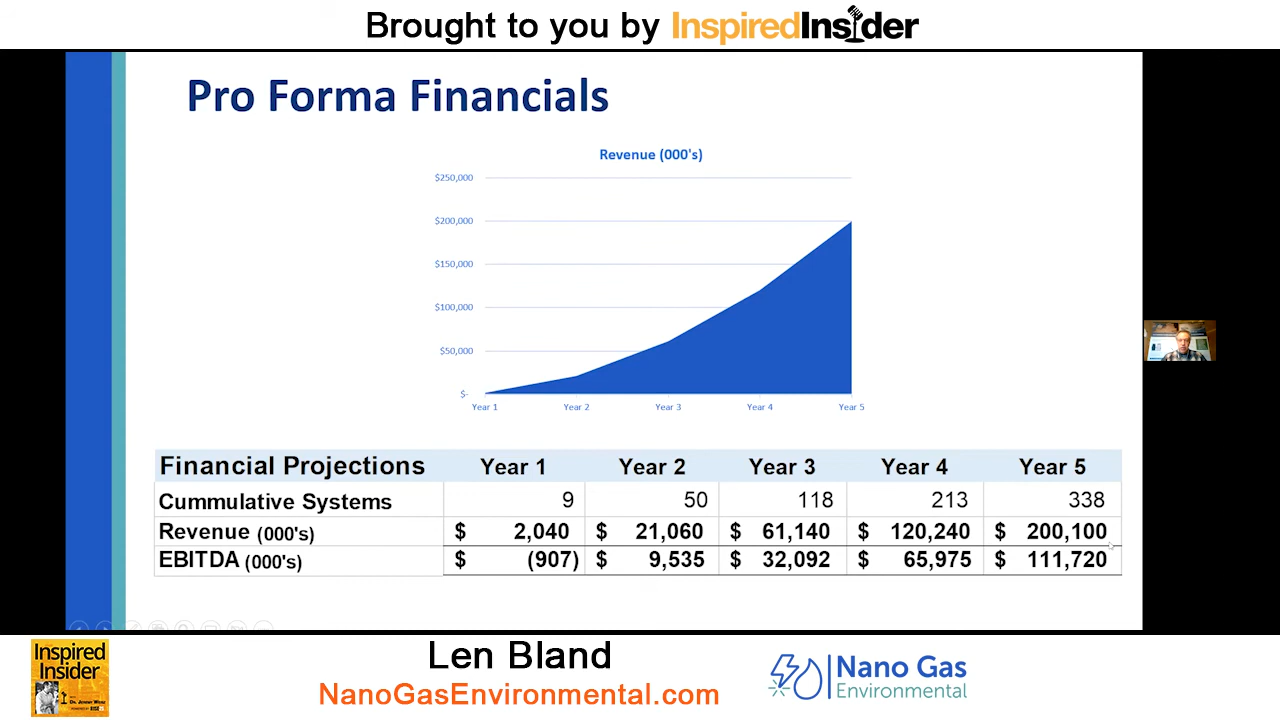 Brought to you by InspiredInsider
Pro Forma Financials
Revenue (000's)
$250,000
$200,000
$150,000
$100,000
$50,000
$-
Year 1 Year 2 Year 3 Year 4 Year 5
Financial Projections Year 1 Year 2 Year 3 Year 4 Year 5
Cummulative Systems 9 50 118 213 338
Revenue (000's) $ 2,040 $ 21,060 $ 61,140 $ 120,240 $ 200,100
EBITDA (000's) $ (907) $ 9,535 $ 32,092 $ 65,975 $ 111,720
Inspired
Insider
Len Bland
NanoGasEnvironmental.com
Nano Gas
Environmental